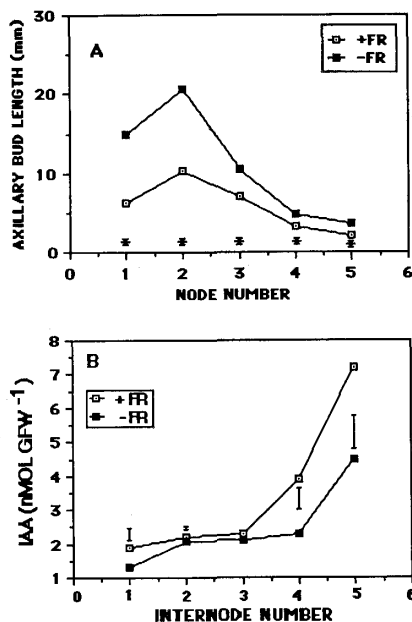 A
+FR
-FR
AXILLARY BUD LENGTH (mm)
30
20
10
0
0 1 2 3 4 5 6
NODE NUMBER
B
+FR
-FR
IAA (nMOL GFW -1)
8
7
6
5
4
3
2
1
0 1 2 3 4 5 6
INTERNODE NUMBER